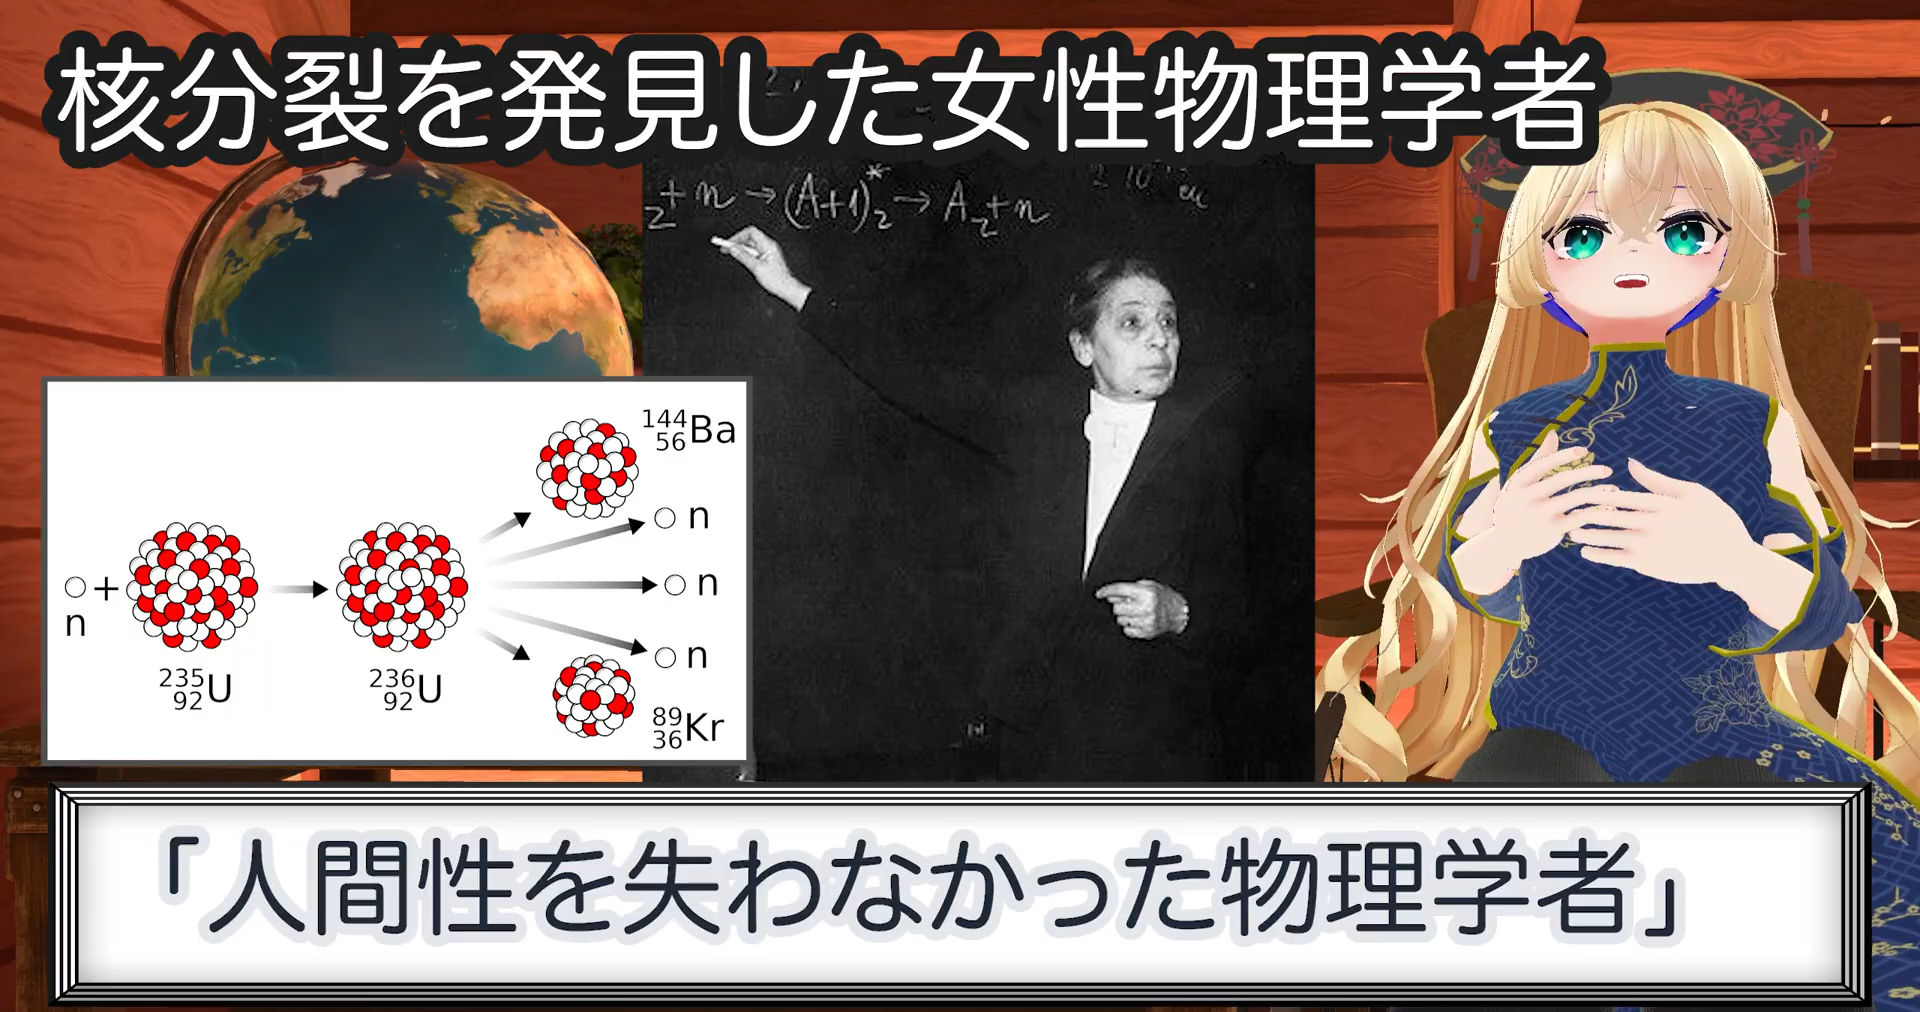 核分裂を発見した女性物理学者
Z + n → (A+1)*Z → AZ + n
144 56 Ba
n
n
n + 235 92 U
236 92 U
n
89 36 Kr
「人間性を失わなかった物理学者」